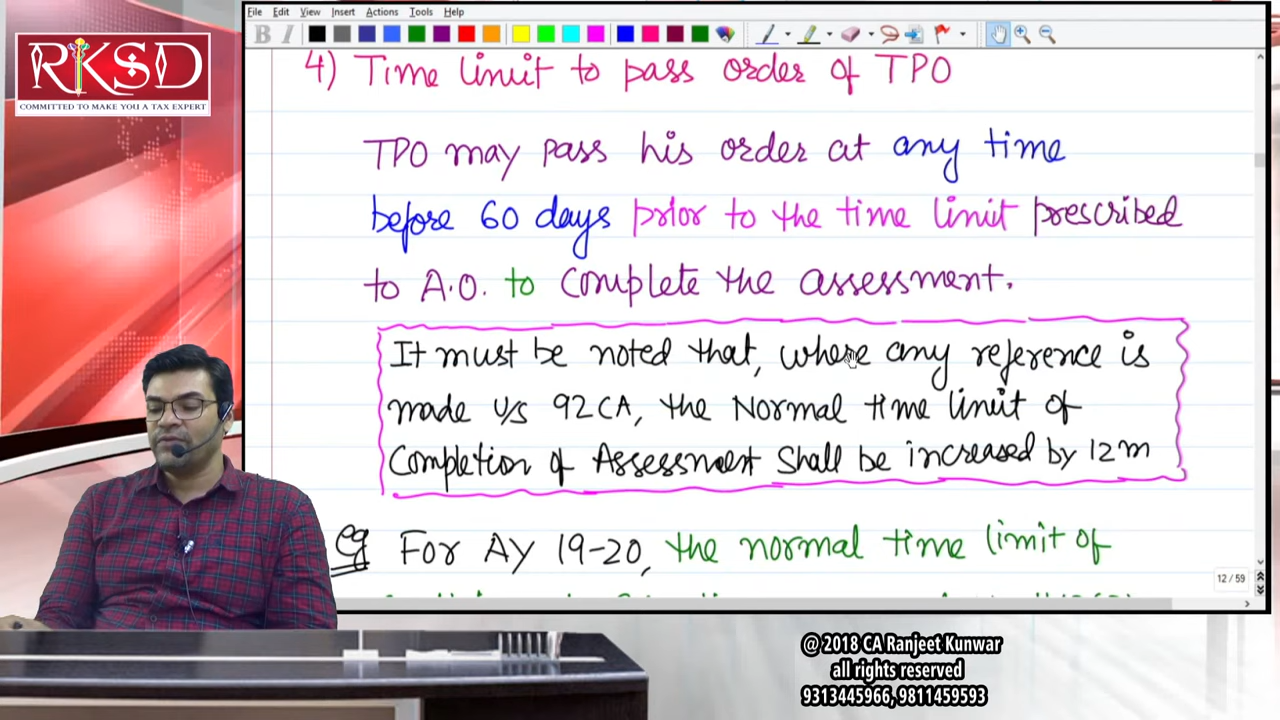 RKSD
COMMITTED TO MAKE YOU A TAX EXPERT
File Edit View Insert Actions Tools Help
B I
4) Time limit to pass order of TPO
TPO may pass his order at any time
before 60 days prior to the time limit prescribed
to A.O. to complete the assessment.
It must be noted that, where any reference is
made u/s 92CA, the Normal time limit of
Completion of Assessment Shall be increased by 12m
12 / 59
eg For AY 19-20, the normal time limit of
@ 2018 CA Ranjeet Kunwar
all rights reserved
9313445966, 9811459593